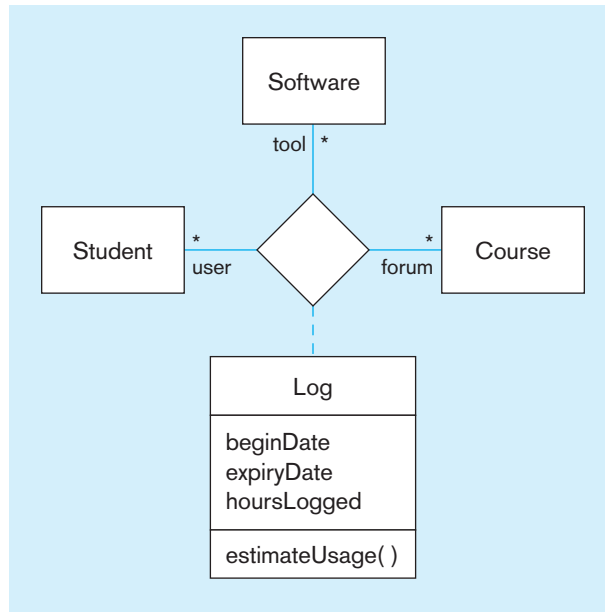 Software
tool *
Student
*
user
*
forum
Course
Log
beginDate
expiryDate
hoursLogged
estimateUsage( )